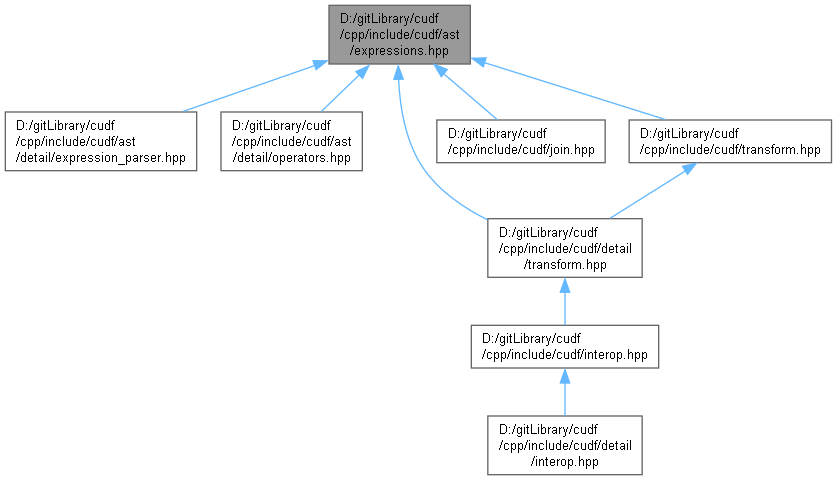 D:/gitLibrary/cudf
/cpp/include/cudf/ast
/expressions.hpp
D:/gitLibrary/cudf
/cpp/include/cudf/ast
/detail/expression_parser.hpp
D:/gitLibrary/cudf
/cpp/include/cudf/ast
/detail/operators.hpp
D:/gitLibrary/cudf
/cpp/include/cudf/join.hpp
D:/gitLibrary/cudf
/cpp/include/cudf/transform.hpp
D:/gitLibrary/cudf
/cpp/include/cudf/detail
/transform.hpp
D:/gitLibrary/cudf
/cpp/include/cudf/interop.hpp
D:/gitLibrary/cudf
/cpp/include/cudf/detail
/interop.hpp